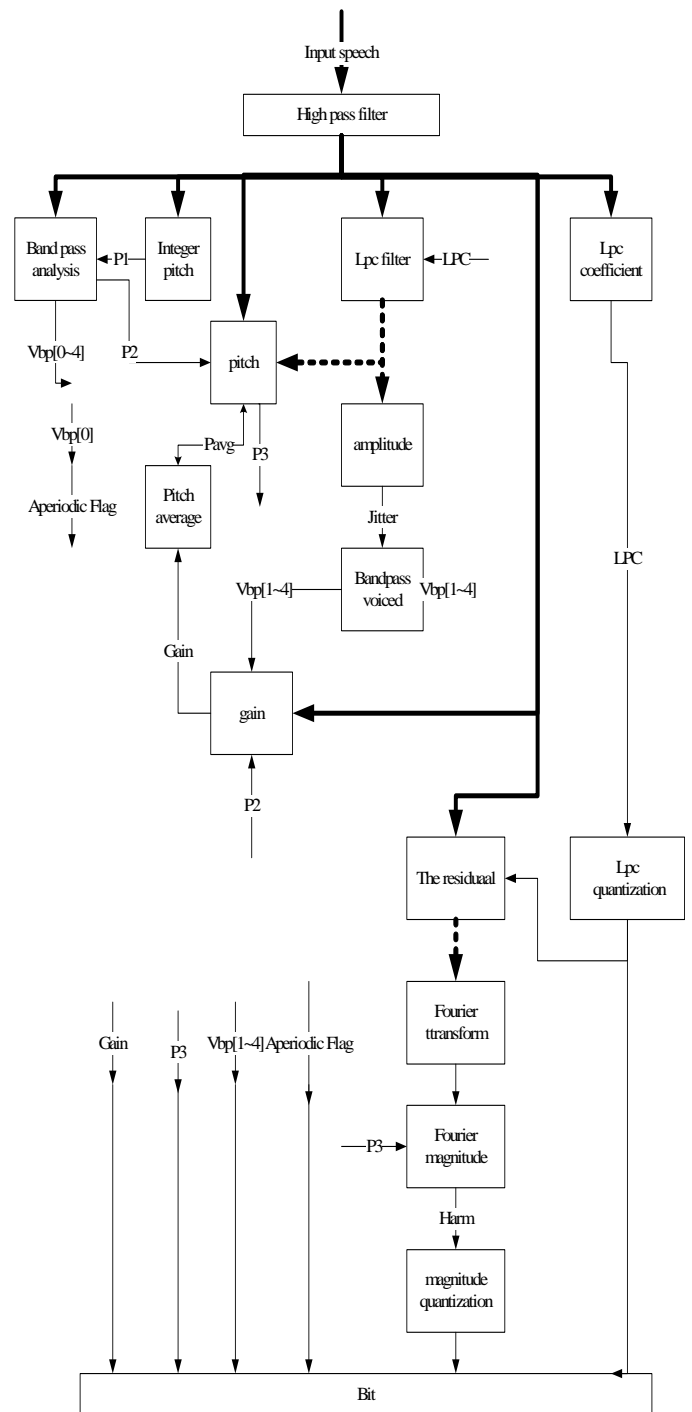 Input speech
High pass filter
Band pass
analysis
P1
Integer
pitch
Lpc filter
LPC
Lpc
coefficient
Vbp[0~4]
P2
pitch
Vbp[0]
Pavg
P3
amplitude
Aperiodic Flag
Pitch
average
Jitter
LPC
Vbp[1~4]
Bandpass
voiced
Vbp[1~4]
Gain
gain
P2
The residuaal
Lpc
quantization
Fourier
ttransform
Gain
P3
Vbp[1~4]
Aperiodic Flag
P3
Fourier
magnitude
Harm
magnitude
quantization
Bit